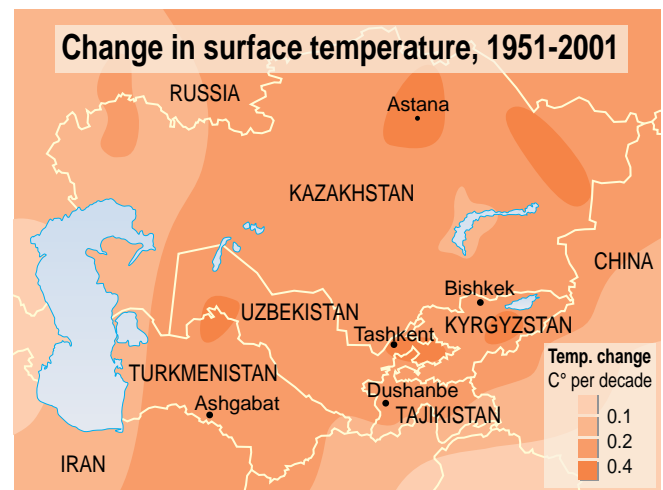 Change in surface temperature, 1951-2001
RUSSIA
Astana
KAZAKHSTAN
CHINA
Bishkek
UZBEKISTAN
KYRGYZSTAN
Tashkent
TURKMENISTAN
Dushanbe
Ashgabat
TAJIKISTAN
IRAN
Temp. change
C° per decade
0.1
0.2
0.4